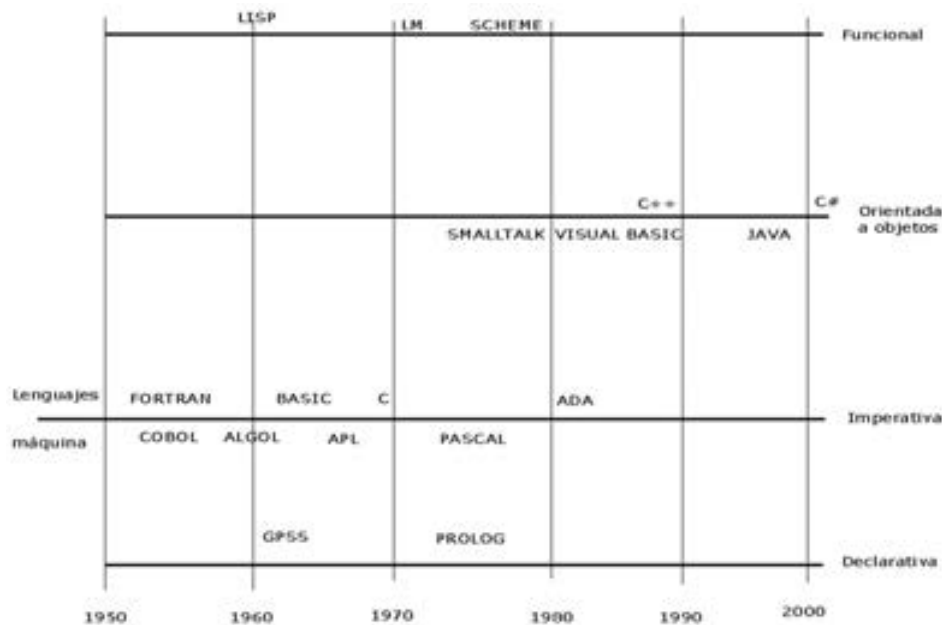 LISP
LM SCHEME
Funcional
C++ C#
Orientada
a objetos
SMALLTALK VISUAL BASIC JAVA
Lenguajes
máquina
FORTRAN BASIC C ADA
Imperativa
COBOL ALGOL APL PASCAL
GPSS PROLOG
Declarativa
1950 1960 1970 1980 1990 2000